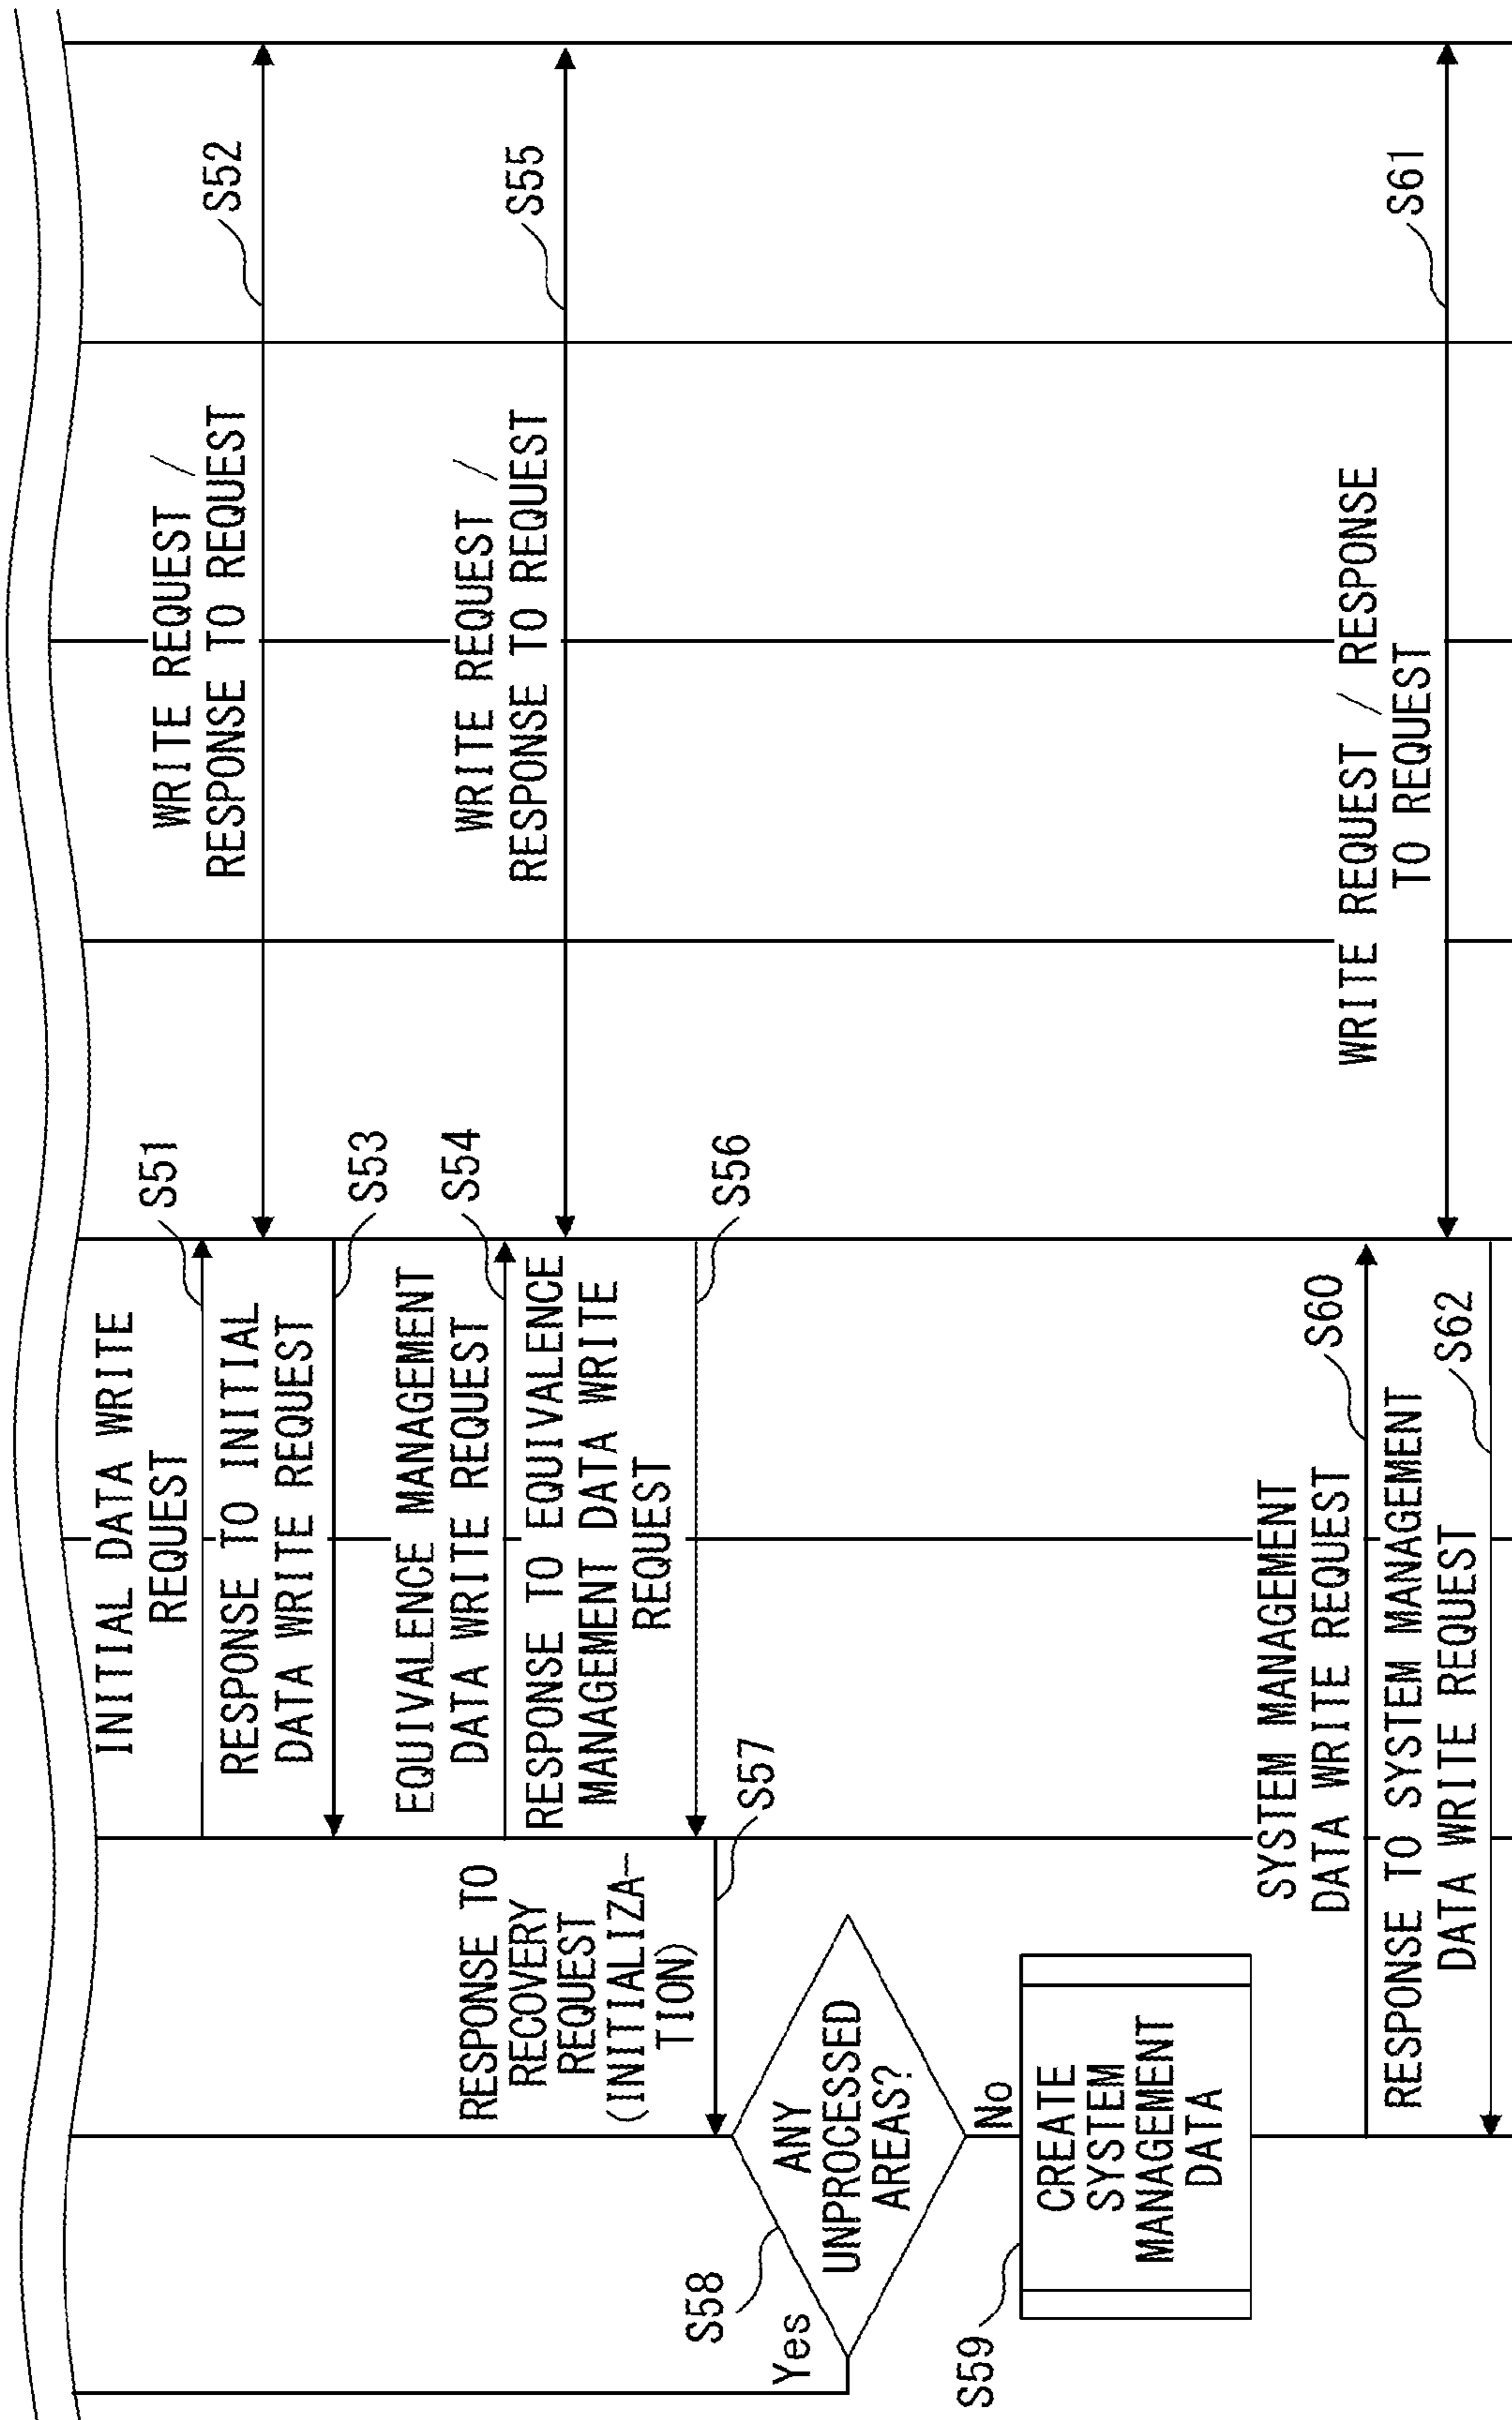 INITIAL DATA WRITE
REQUEST
S51
WRITE REQUEST /
RESPONSE TO REQUEST
S52
RESPONSE TO INITIAL
DATA WRITE REQUEST
S53
EQUIVALENCE MANAGEMENT
DATA WRITE REQUEST
S54
WRITE REQUEST /
RESPONSE TO REQUEST
S55
RESPONSE TO EQUIVALENCE
MANAGEMENT DATA WRITE
REQUEST
S56
RESPONSE TO
RECOVERY
REQUEST
(INITIALIZA-
TION)
S57
S58
ANY
UNPROCESSED
AREAS?
Yes
No
S59
CREATE
SYSTEM
MANAGEMENT
DATA
SYSTEM MANAGEMENT
DATA WRITE REQUEST
S60
WRITE REQUEST / RESPONSE
TO REQUEST
S61
RESPONSE TO SYSTEM MANAGEMENT
DATA WRITE REQUEST
S62